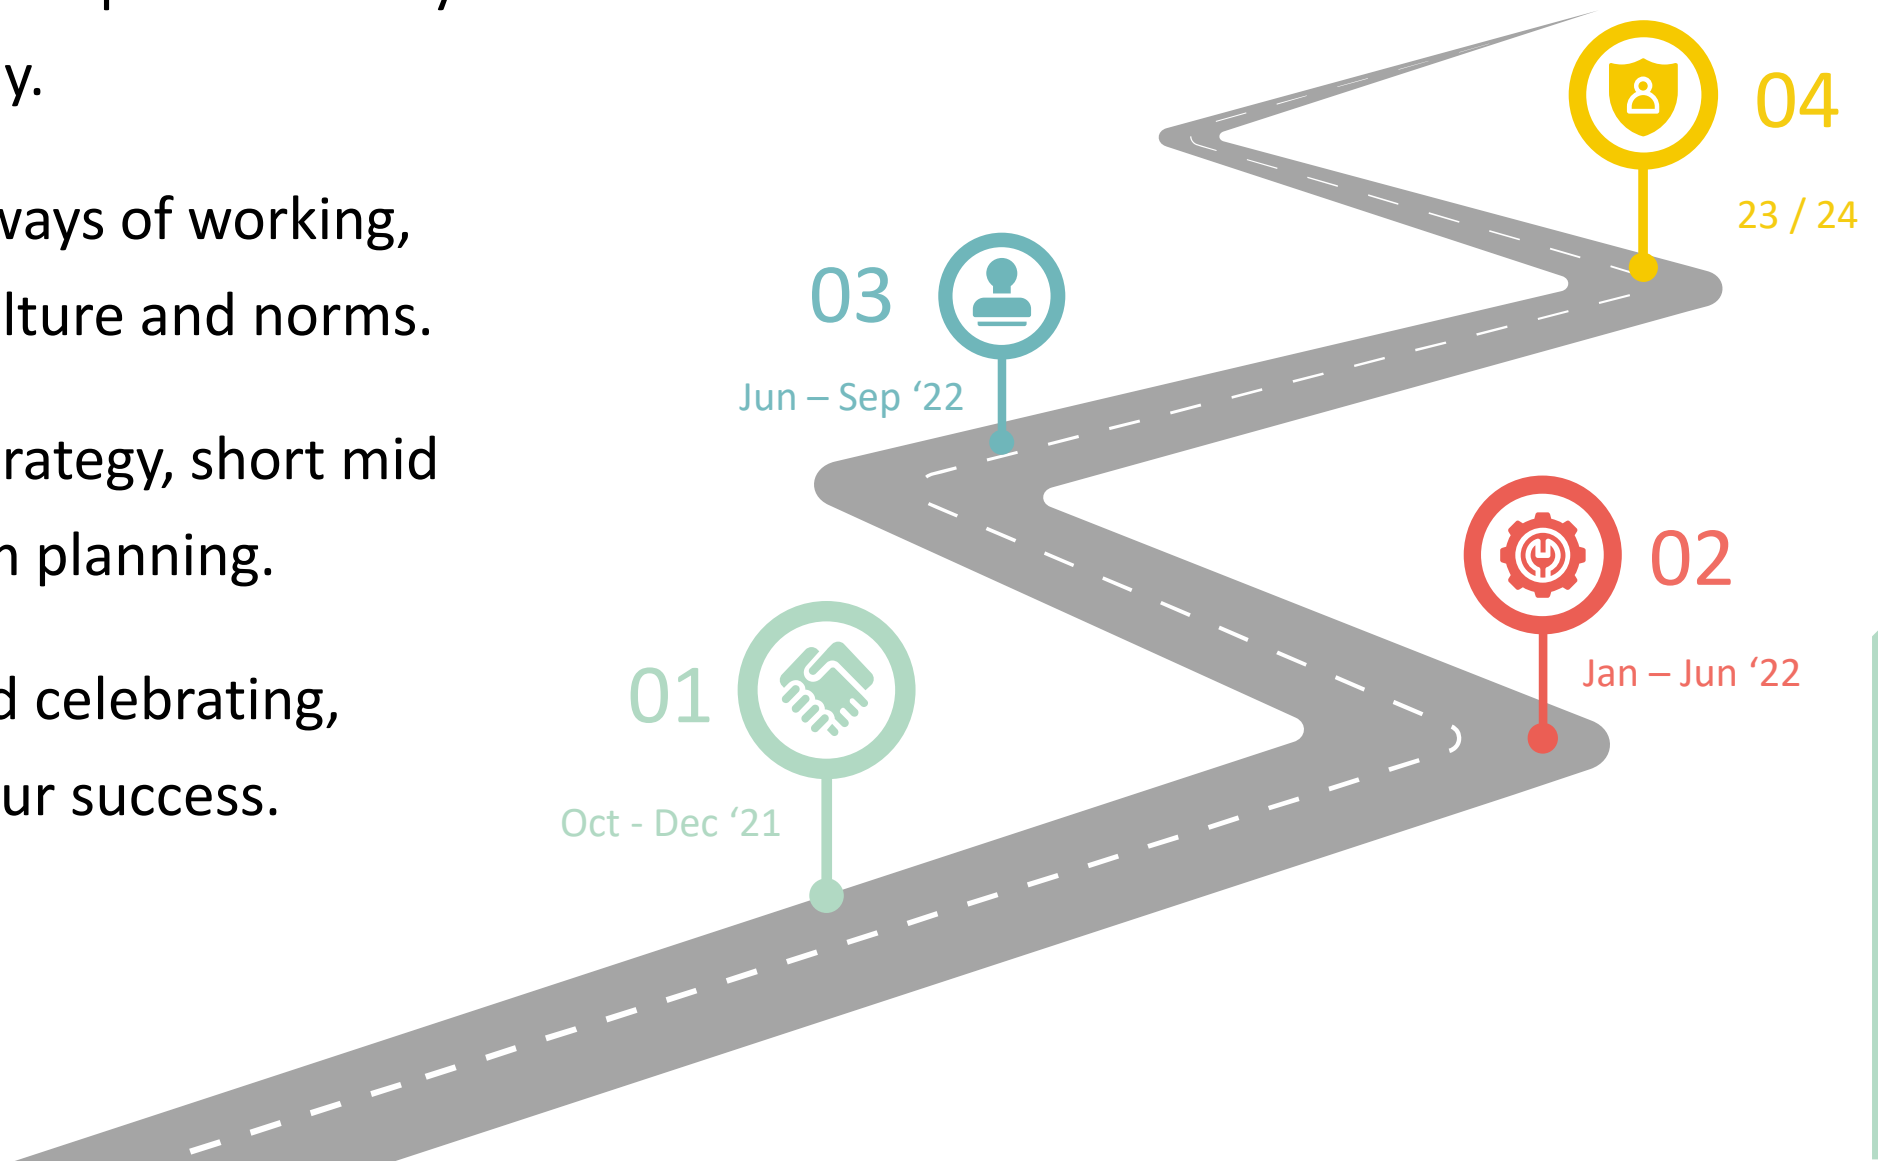 y.
ways of working,
lture and norms.
rategy, short mid
n planning.
d celebrating,
ur success.
04
23 / 24
03
Jun – Sep ‘22
02
Jan – Jun ‘22
01
Oct - Dec ‘21